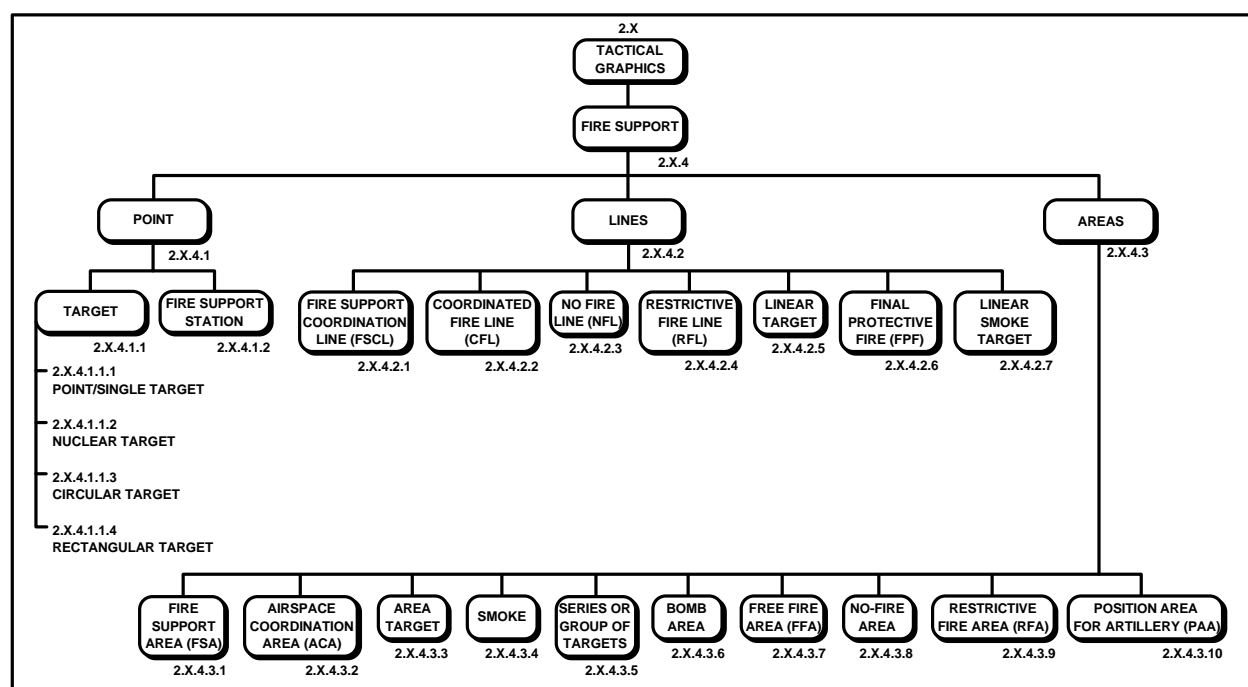 2.X
TACTICAL
GRAPHICS
FIRE SUPPORT
2.X.4
POINT
2.X.4.1
LINES
2.X.4.2
AREAS
2.X.4.3
TARGET
2.X.4.1.1
FIRE SUPPORT
STATION
2.X.4.1.2
FIRE SUPPORT
COORDINATION
LINE (FSCL)
2.X.4.2.1
COORDINATED
FIRE LINE
(CFL)
2.X.4.2.2
NO FIRE
LINE (NFL)
2.X.4.2.3
RESTRICTIVE
FIRE LINE
(RFL)
2.X.4.2.4
LINEAR
TARGET
2.X.4.2.5
FINAL
PROTECTIVE
FIRE (FPF)
2.X.4.2.6
LINEAR
SMOKE
TARGET
2.X.4.2.7
2.X.4.1.1.1
POINT/SINGLE TARGET
2.X.4.1.1.2
NUCLEAR TARGET
2.X.4.1.1.3
CIRCULAR TARGET
2.X.4.1.1.4
RECTANGULAR TARGET
FIRE
SUPPORT
AREA (FSA)
2.X.4.3.1
AIRSPACE
COORDINATION
AREA (ACA)
2.X.4.3.2
AREA
TARGET
2.X.4.3.3
SMOKE
2.X.4.3.4
SERIES OR
GROUP OF
TARGETS
2.X.4.3.5
BOMB
AREA
2.X.4.3.6
FREE FIRE
AREA (FFA)
2.X.4.3.7
NO-FIRE
AREA
2.X.4.3.8
RESTRICTIVE
FIRE AREA (RFA)
2.X.4.3.9
POSITION AREA
FOR ARTILLERY (PAA)
2.X.4.3.10